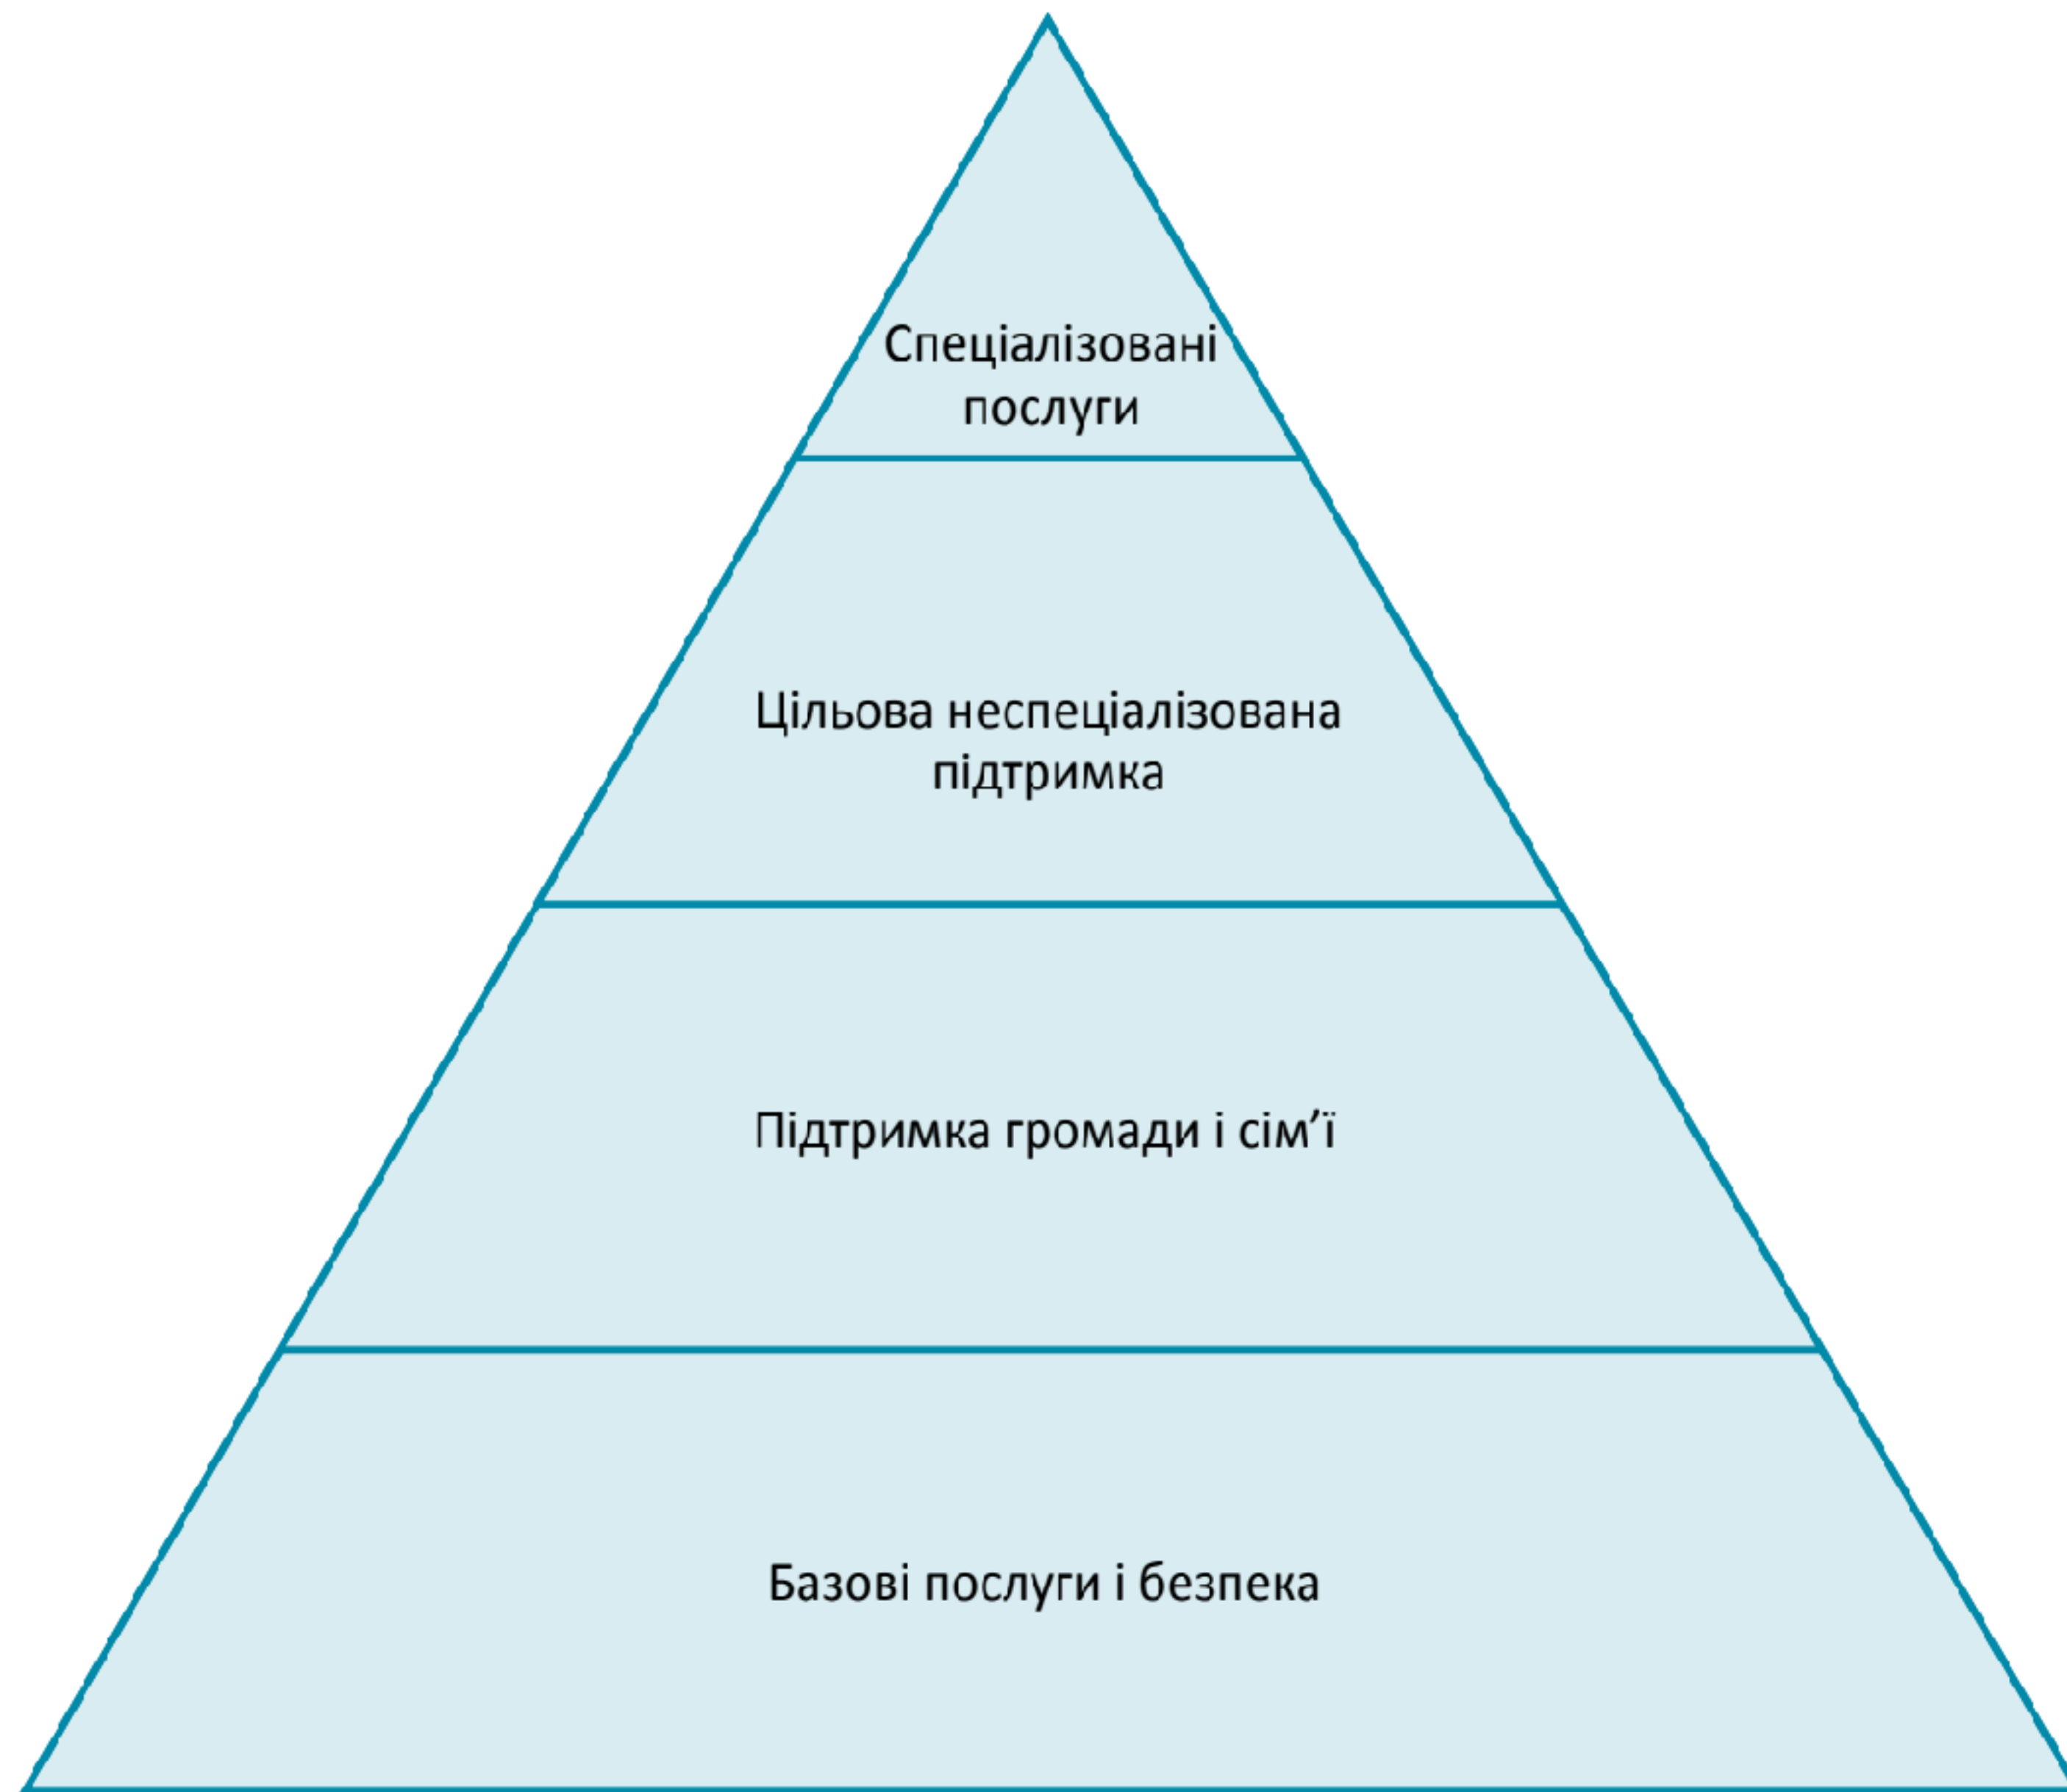 Спеціалізовані
послуги
Цільова неспеціалізована
підтримка
Підтримка громади і сім’ї
Базові послуги і безпека